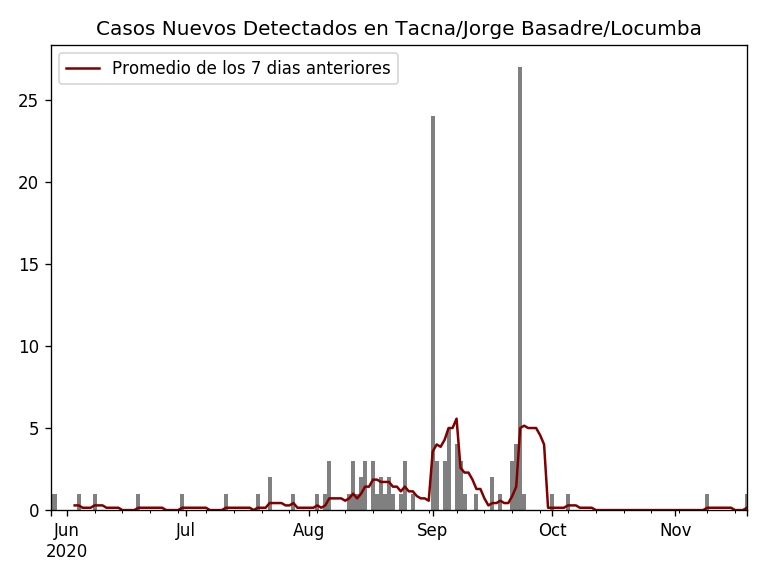 Casos Nuevos Detectados en Tacna/Jorge Basadre/Locumba
Promedio de los 7 dias anteriores
25
20
15
10
5
0
Jun Jul Aug Sep Oct Nov
2020